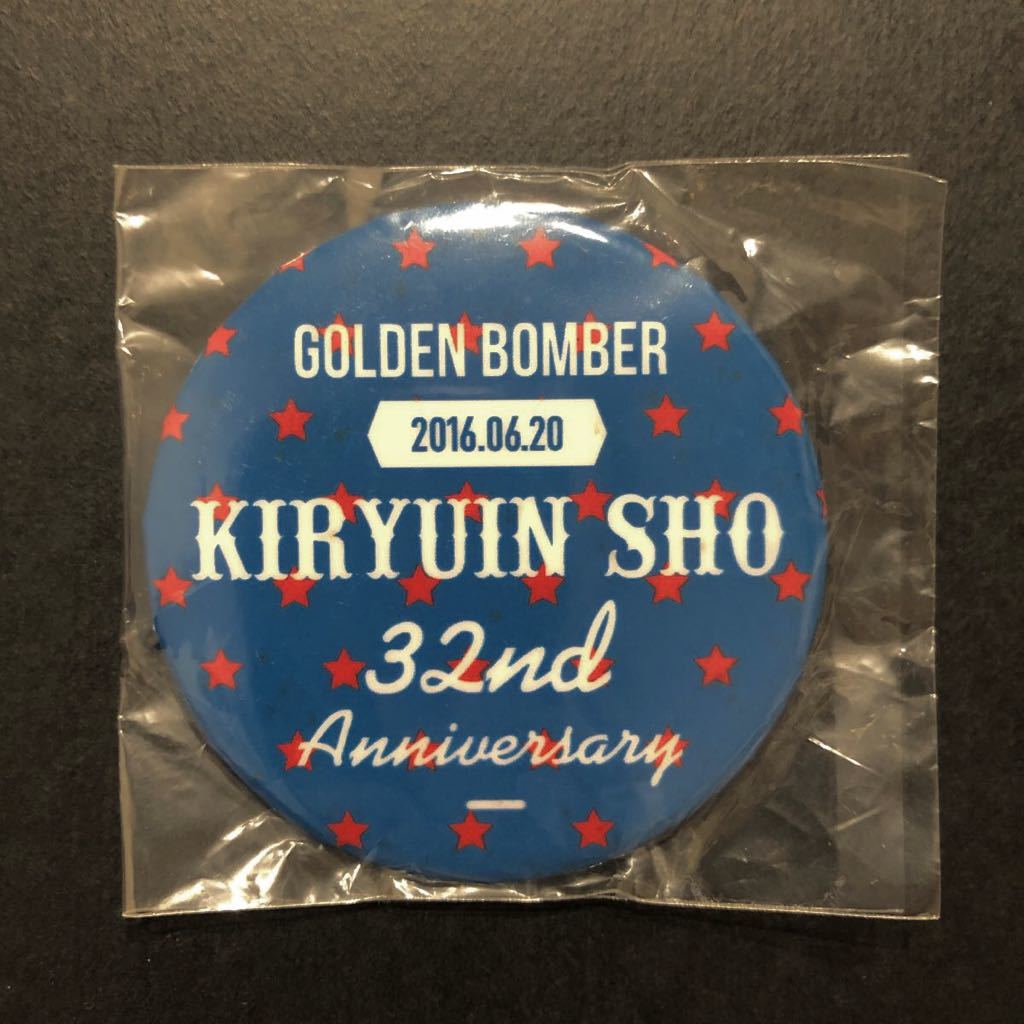 GOLDEN BOMBER
2016.06.20
KIRYUIN SHO
32nd
Anniversary